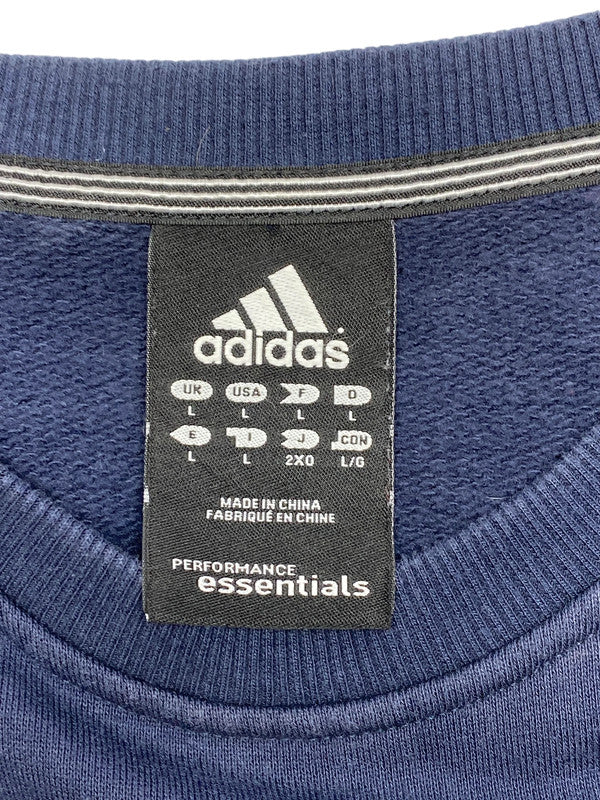 adidas
UK USA F D
L L L L
E I J CDN
L L 2XO L/G
MADE IN CHINA
FABRIQUÉ EN CHINE
PERFORMANCE
essentials